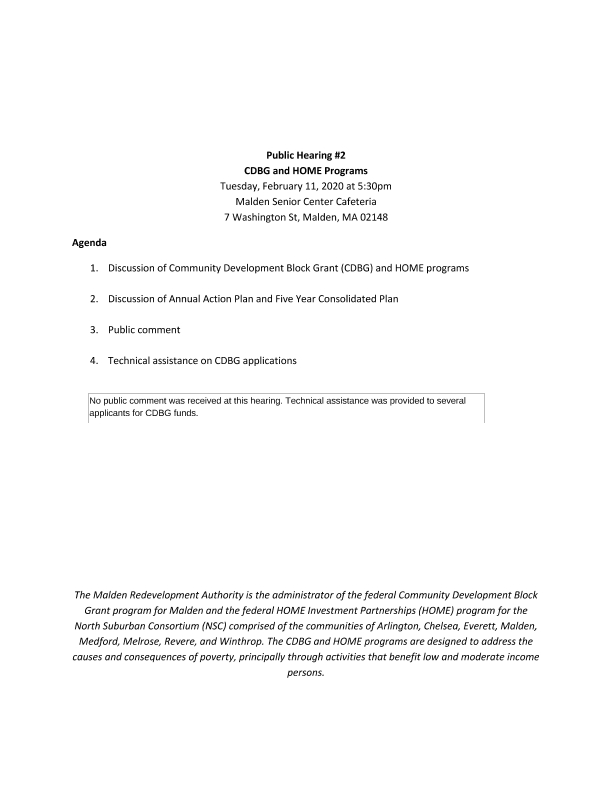 Public Hearing #2
CDBG and HOME Programs
Tuesday, February 11, 2020 at 5:30pm
Malden Senior Center Cafeteria
7 Washington St, Malden, MA 02148
Agenda
1. Discussion of Community Development Block Grant (CDBG) and HOME programs
2. Discussion of Annual Action Plan and Five Year Consolidated Plan
3. Public comment
4. Technical assistance on CDBG applications
No public comment was received at this hearing. Technical assistance was provided to several
applicants for CDBG funds.
The Malden Redevelopment Authority is the administrator of the federal Community Development Block
Grant program for Malden and the federal HOME Investment Partnerships (HOME) program for the
North Suburban Consortium (NSC) comprised of the communities of Arlington, Chelsea, Everett, Malden,
Medford, Melrose, Revere, and Winthrop. The CDBG and HOME programs are designed to address the
causes and consequences of poverty, principally through activities that benefit low and moderate income
persons.